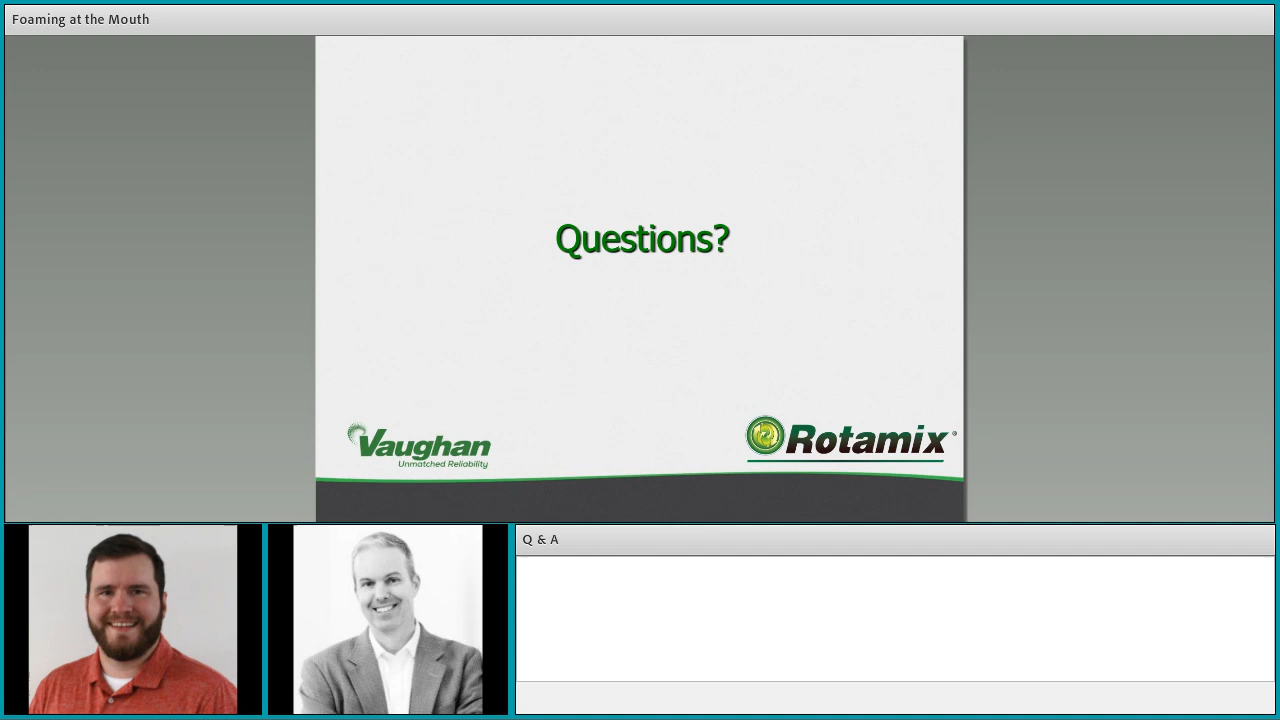 Foaming at the Mouth
Questions?
Vaughan
Unmatched Reliability
Rotamix ®
Q & A